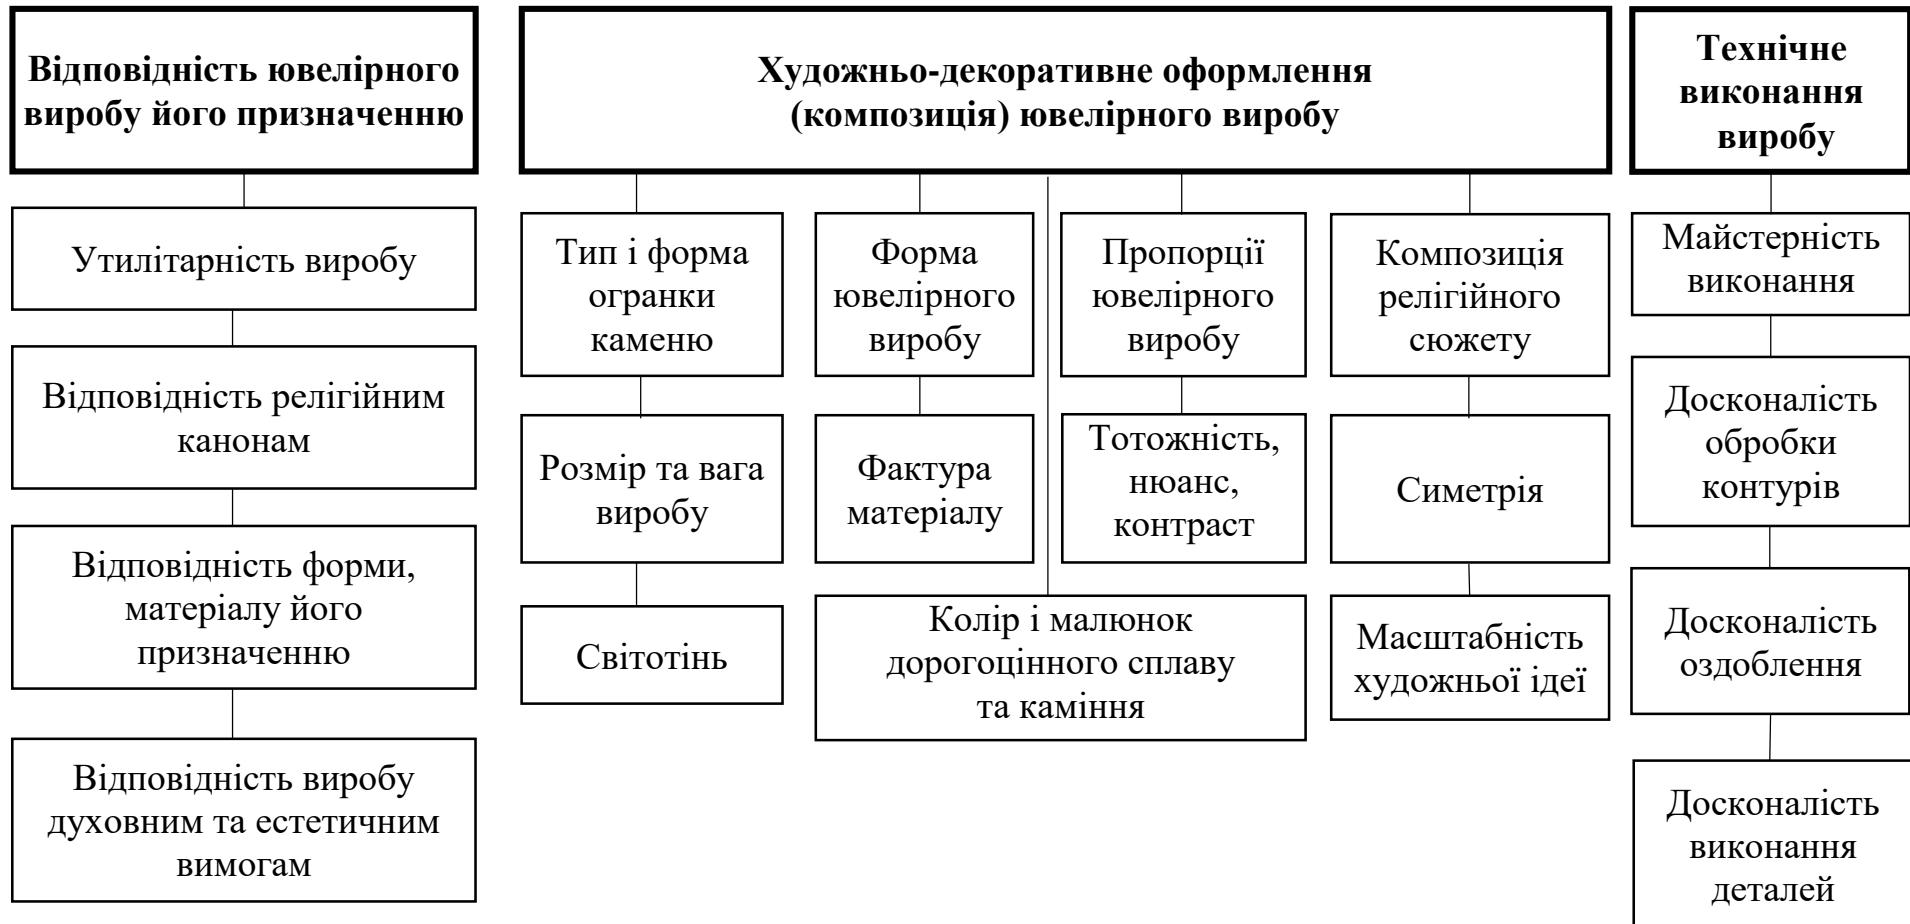 Відповідність ювелірного
виробу його призначенню
Утилітарність виробу
Відповідність релігійним
канонам
Відповідність форми,
матеріалу його
призначенню
Відповідність виробу
духовним та естетичним
вимогам
Художньо-декоративне оформлення
(композиція) ювелірного виробу
Тип і форма
огранки
каменю
Розмір та вага
виробу
Світотінь
Форма
ювелірного
виробу
Фактура
матеріалу
Пропорції
ювелірного
виробу
Тотожність,
нюанс,
контраст
Колір і малюнок
дорогоцінного сплаву
та каміння
Композиція
релігійного
сюжету
Симетрія
Масштабність
художньої ідеї
Технічне
виконання
виробу
Майстерність
виконання
Досконалість
обробки
контурів
Досконалість
оздоблення
Досконалість
виконання
деталей